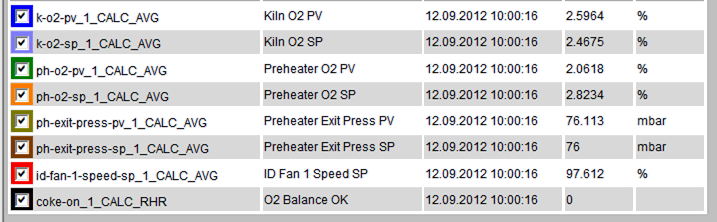 k-o2-pv_1_CALC_AVG Kiln O2 PV 12.09.2012 10:00:16 2.5964 %
k-o2-sp_1_CALC_AVG Kiln O2 SP 12.09.2012 10:00:16 2.4675 %
ph-o2-pv_1_CALC_AVG Preheater O2 PV 12.09.2012 10:00:16 2.0618 %
ph-o2-sp_1_CALC_AVG Preheater O2 SP 12.09.2012 10:00:16 2.8234 %
ph-exit-press-pv_1_CALC_AVG Preheater Exit Press PV 12.09.2012 10:00:16 76.113 mbar
ph-exit-press-sp_1_CALC_AVG Preheater Exit Press SP 12.09.2012 10:00:16 76 mbar
id-fan-1-speed-sp_1_CALC_AVG ID Fan 1 Speed SP 12.09.2012 10:00:16 97.612 %
coke-on_1_CALC_RHR O2 Balance OK 12.09.2012 10:00:16 0